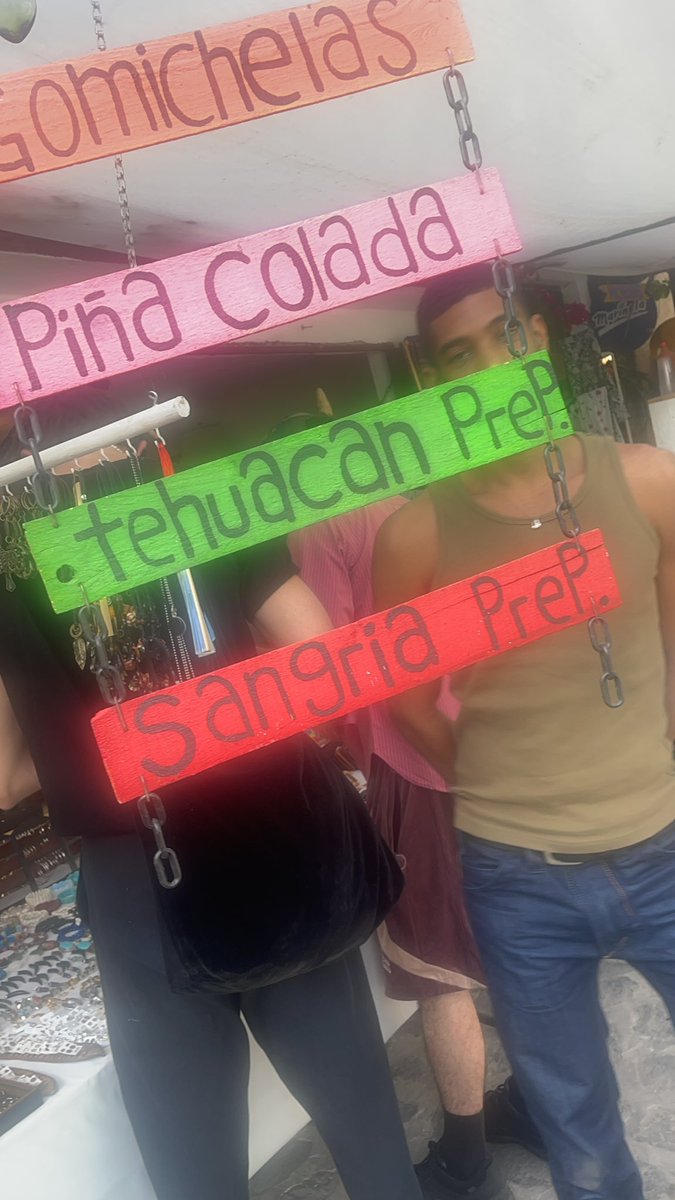 Gomichelas
Piña Colada
tehuacan PreP.
Sangria PreP.